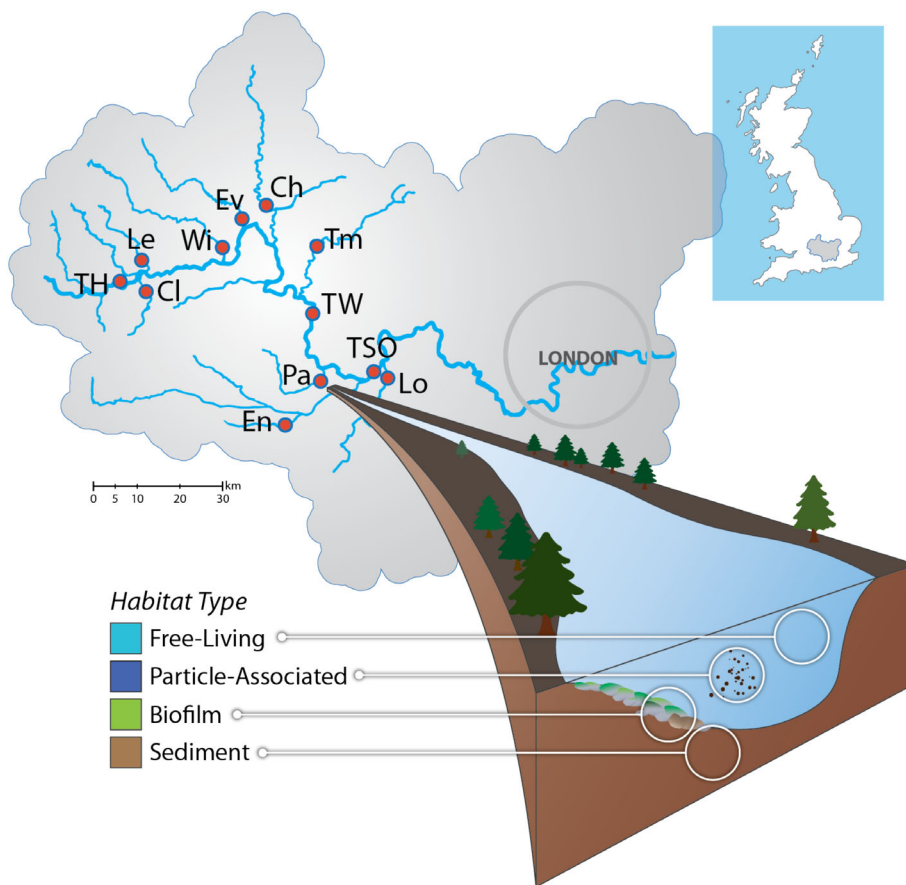 Ch
Ev
Wi
Tm
Le
TH
Cl
TW
TSO
LONDON
Pa
Lo
En
km
0 5 10 20 30
Habitat Type
Free-Living
Particle-Associated
Biofilm
Sediment